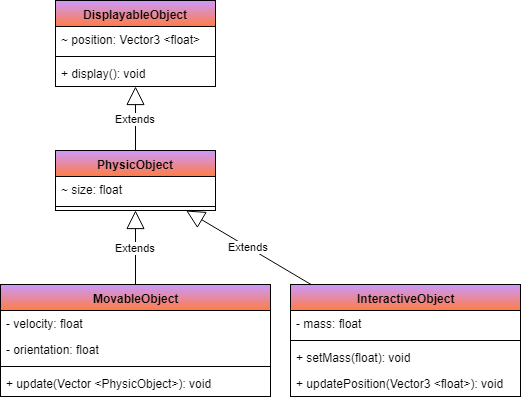 DisplayableObject
~ position: Vector3 <float>
+ display(): void
Extends
PhysicObject
~ size: float
Extends
Extends
MovableObject
- velocity: float
- orientation: float
+ update(Vector <PhysicObject>): void
InteractiveObject
- mass: float
+ setMass(float): void
+ updatePosition(Vector3 <float>): void